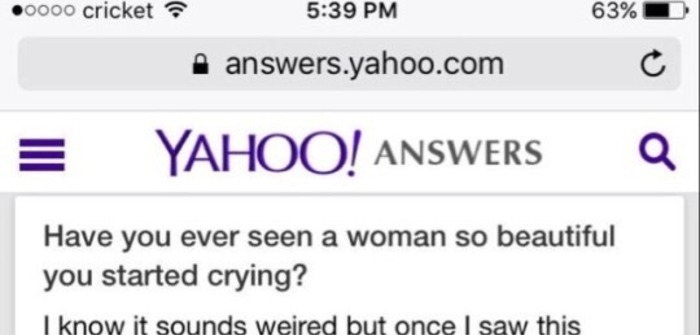 ●○○○○ cricket 5:39 PM 63%
answers.yahoo.com
YAHOO! ANSWERS
Have you ever seen a woman so beautiful
you started crying?
I know it sounds weired but once I saw this